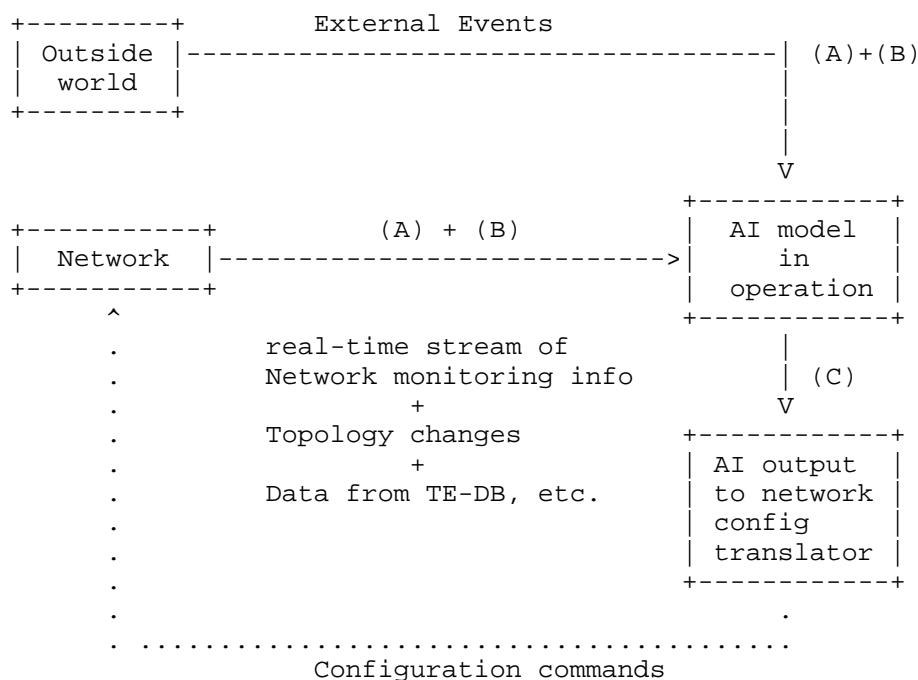 External Events
Outside (A)+(B)
world
(A) + (B) AI model
Network in
operation
real-time stream of
Network monitoring info (C)
+
Topology changes
+ AI output
Data from TE-DB, etc. to network
config
translator
Configuration commands